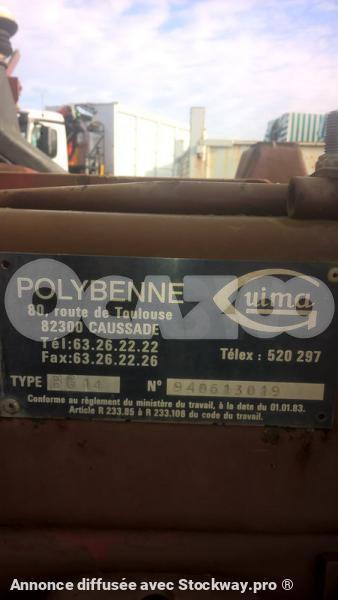 POLYBENNE Guima
80, route de Toulouse
82300 CAUSSADE
Tél:63.26.22.22
Fax:63.26.22.26 Télex : 520 297
TYPE BG 14 N° 940613019
Conforme au règlement du ministère du travail, à la date du 01.01.83.
Article R 233.85 à R 233.108 du code du travail.
Annonce diffusée avec Stockway.pro ®